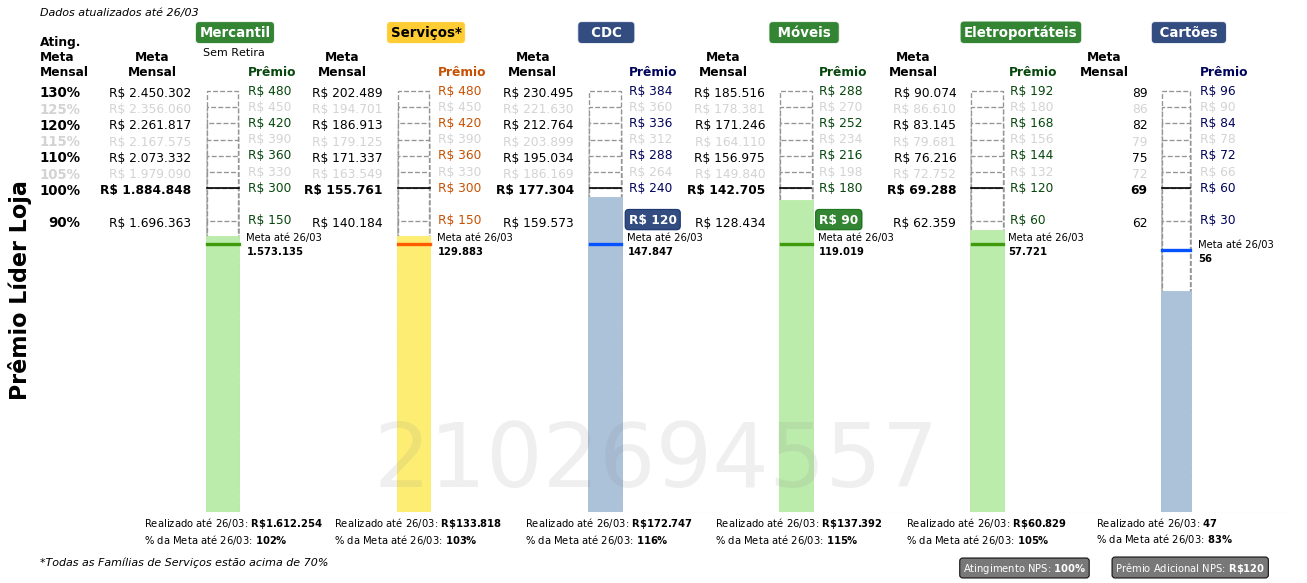 Dados atualizados até 26/03
Mercantil Serviços* CDC Móveis Eletroportáteis Cartões
Sem Retira
Ating. Meta Mensal Meta Mensal Prêmio Meta Mensal Prêmio Meta Mensal Prêmio Meta Mensal Prêmio Meta Mensal Prêmio Meta Mensal Prêmio
130% R$ 2.450.302 R$ 480 R$ 202.489 R$ 480 R$ 230.495 R$ 384 R$ 185.516 R$ 288 R$ 90.074 R$ 192 89 R$ 96
125% R$ 2.356.060 R$ 450 R$ 194.701 R$ 450 R$ 221.630 R$ 360 R$ 178.381 R$ 270 R$ 86.610 R$ 180 86 R$ 90
120% R$ 2.261.817 R$ 420 R$ 186.913 R$ 420 R$ 212.764 R$ 336 R$ 171.246 R$ 252 R$ 83.145 R$ 168 82 R$ 84
115% R$ 2.167.575 R$ 390 R$ 179.125 R$ 390 R$ 203.899 R$ 312 R$ 164.110 R$ 234 R$ 79.681 R$ 156 79 R$ 78
110% R$ 2.073.332 R$ 360 R$ 171.337 R$ 360 R$ 195.034 R$ 288 R$ 156.975 R$ 216 R$ 76.216 R$ 144 75 R$ 72
105% R$ 1.979.090 R$ 330 R$ 163.549 R$ 330 R$ 186.169 R$ 264 R$ 149.840 R$ 198 R$ 72.752 R$ 132 72 R$ 66
100% R$ 1.884.848 R$ 300 R$ 155.761 R$ 300 R$ 177.304 R$ 240 R$ 142.705 R$ 180 R$ 69.288 R$ 120 69 R$ 60
90% R$ 1.696.363 R$ 150 R$ 140.184 R$ 150 R$ 159.573 R$ 120 R$ 128.434 R$ 90 R$ 62.359 R$ 60 62 R$ 30
Meta até 26/03 Meta até 26/03 Meta até 26/03 Meta até 26/03 Meta até 26/03 Meta até 26/03
1.573.135 129.883 147.847 119.019 57.721 56
Prêmio Líder Loja
2102694557
Realizado até 26/03: R$1.612.254 Realizado até 26/03: R$133.818 Realizado até 26/03: R$172.747 Realizado até 26/03: R$137.392 Realizado até 26/03: R$60.829 Realizado até 26/03: 47
% da Meta até 26/03: 102% % da Meta até 26/03: 103% % da Meta até 26/03: 116% % da Meta até 26/03: 115% % da Meta até 26/03: 105% % da Meta até 26/03: 83%
*Todas as Famílias de Serviços estão acima de 70%
Atingimento NPS: 100% Prêmio Adicional NPS: R$120